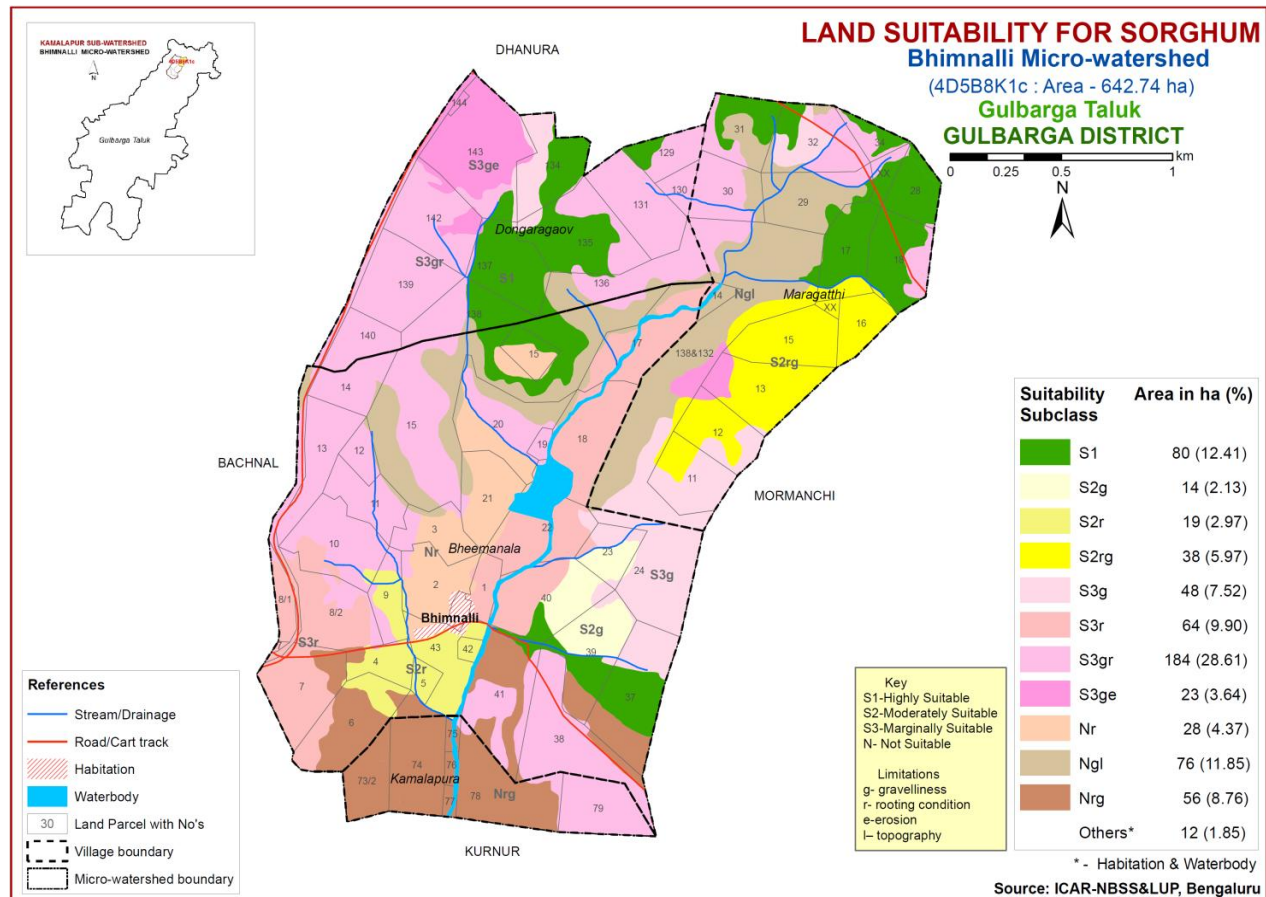 KAMALAPUR SUB-WATERSHED
BHIMNALLI MICRO-WATERSHED
N
4D5B8K1c
Gulbarga Taluk
LAND SUITABILITY FOR SORGHUM
Bhimnalli Micro-watershed
(4D5B8K1c : Area - 642.74 ha)
Gulbarga Taluk
GULBARGA DISTRICT
km
0 0.25 0.5 1
N
DHANURA
144
143
S3ge
134
129
31
32
34
XX
28
142
130
30
131
29
Dongaragaov
135
17
18
S3gr
137
S1
139
136
14
Ngl
Maragatthi
XX
16
138
17
140
15
138&132
15
S2rg
14
13
15
20
19
18
12
13
12
BACHNAL
11
MORMANCHI
21
11
3
22
10
Nr
Bheemanala
23
24
S3g
2
1
8/1
8/2
9
40
Bhimnalli
S2g
S3r
43
42
39
4
S2r
5
7
41
37
6
38
75
74
76
73/2
Kamalapura
77
78
Nrg
79
KURNUR
References
Stream/Drainage
Road/Cart track
Habitation
Waterbody
30 Land Parcel with No's
Village boundary
Micro-watershed boundary
Key
S1-Highly Suitable
S2-Moderately Suitable
S3-Marginally Suitable
N- Not Suitable
Limitations
g- gravelliness
r- rooting condition
e-erosion
l– topography
Suitability Area in ha (%)
Subclass
S1 80 (12.41)
S2g 14 (2.13)
S2r 19 (2.97)
S2rg 38 (5.97)
S3g 48 (7.52)
S3r 64 (9.90)
S3gr 184 (28.61)
S3ge 23 (3.64)
Nr 28 (4.37)
Ngl 76 (11.85)
Nrg 56 (8.76)
Others* 12 (1.85)
* - Habitation & Waterbody
Source: ICAR-NBSS&LUP, Bengaluru